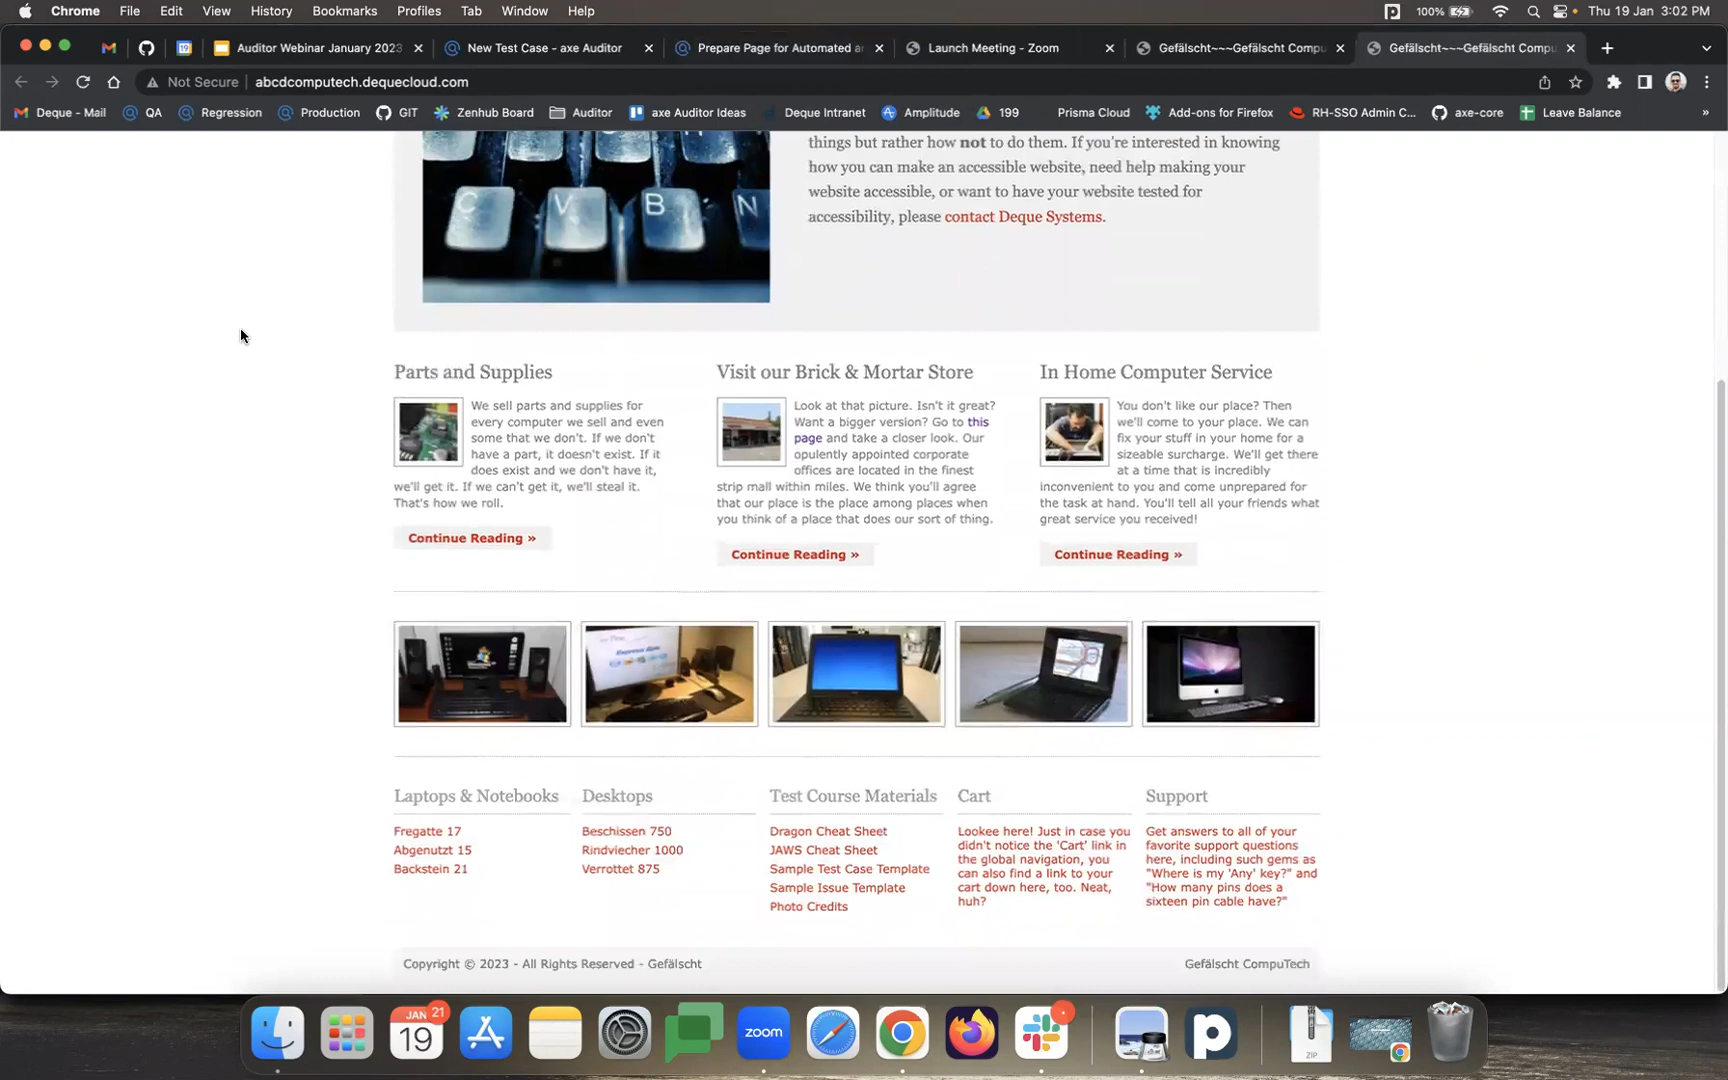 Chrome File Edit View History Bookmarks Profiles Tab Window Help
100% Thu 19 Jan 3:02 PM
Auditor Webinar January 2023
New Test Case - axe Auditor
Prepare Page for Automated ar
Launch Meeting - Zoom
Gefälscht~~~Gefälscht Compu
Gefälscht~~~Gefälscht Compu
Not Secure abcdcomputech.dequecloud.com
Deque - Mail QA Regression Production GIT Zenhub Board Auditor axe Auditor Ideas Deque Intranet Amplitude 199 Prisma Cloud Add-ons for Firefox RH-SSO Admin C... axe-core Leave Balance »
C V B N
things but rather how not to do them. If you're interested in knowing
how you can make an accessible website, need help making your
website accessible, or want to have your website tested for
accessibility, please contact Deque Systems.
Parts and Supplies
We sell parts and supplies for
every computer we sell and even
some that we don't. If we don't
have a part, it doesn't exist. If it
does exist and we don't have it,
we'll get it. If we can't get it, we'll steal it.
That's how we roll.
Continue Reading »
Visit our Brick & Mortar Store
Look at that picture. Isn't it great?
Want a bigger version? Go to this
page and take a closer look. Our
opulently appointed corporate
offices are located in the finest
strip mall within miles. We think you'll agree
that our place is the place among places when
you think of a place that does our sort of thing.
Continue Reading »
In Home Computer Service
You don't like our place? Then
we'll come to your place. We can
fix your stuff in your home for a
sizeable surcharge. We'll get there
at a time that is incredibly
inconvenient to you and come unprepared for
the task at hand. You'll tell all your friends what
great service you received!
Continue Reading »
Laptops & Notebooks
Fregatte 17
Abgenutzt 15
Backstein 21
Desktops
Beschissen 750
Rindviecher 1000
Verrottet 875
Test Course Materials
Dragon Cheat Sheet
JAWS Cheat Sheet
Sample Test Case Template
Sample Issue Template
Photo Credits
Cart
Lookee here! Just in case you
didn't notice the 'Cart' link in
the global navigation, you
can also find a link to your
cart down here, too. Neat,
huh?
Support
Get answers to all of your
favorite support questions
here, including such gems as
"Where is my 'Any' key?" and
"How many pins does a
sixteen pin cable have?"
Copyright © 2023 - All Rights Reserved - Gefälscht
Gefälscht CompuTech
JAN
19
21
zoom
ZIP